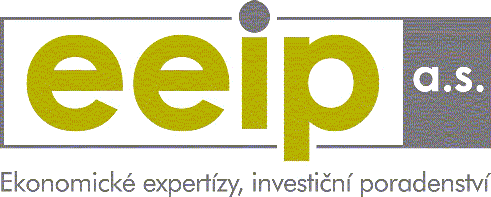 eeip a.s.
Ekonomické expertízy, investiční poradenství